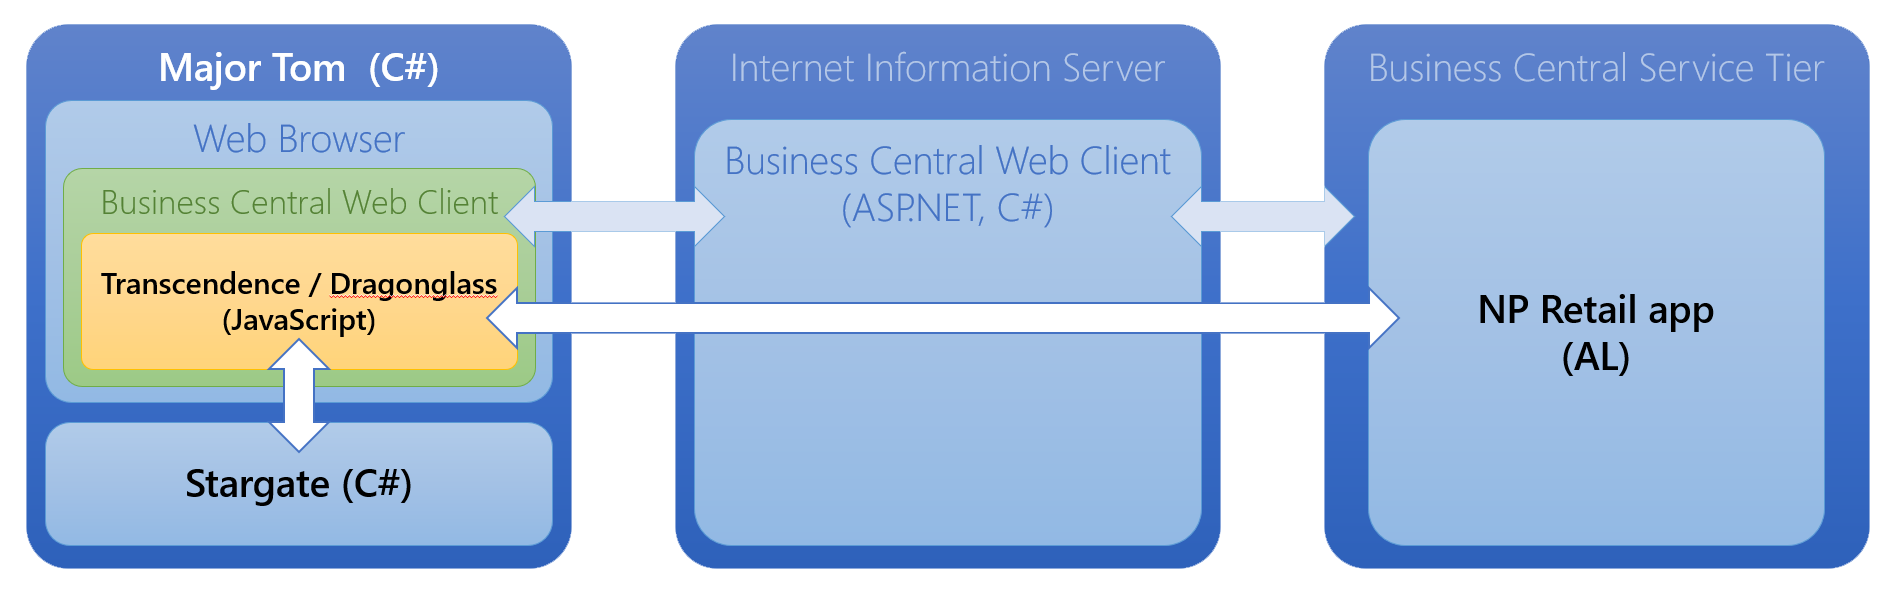 Major Tom (C#)
Web Browser
Business Central Web Client
Transcendence / Dragonglass
(JavaScript)
Stargate (C#)
Internet Information Server
Business Central Web Client
(ASP.NET, C#)
Business Central Service Tier
NP Retail app
(AL)